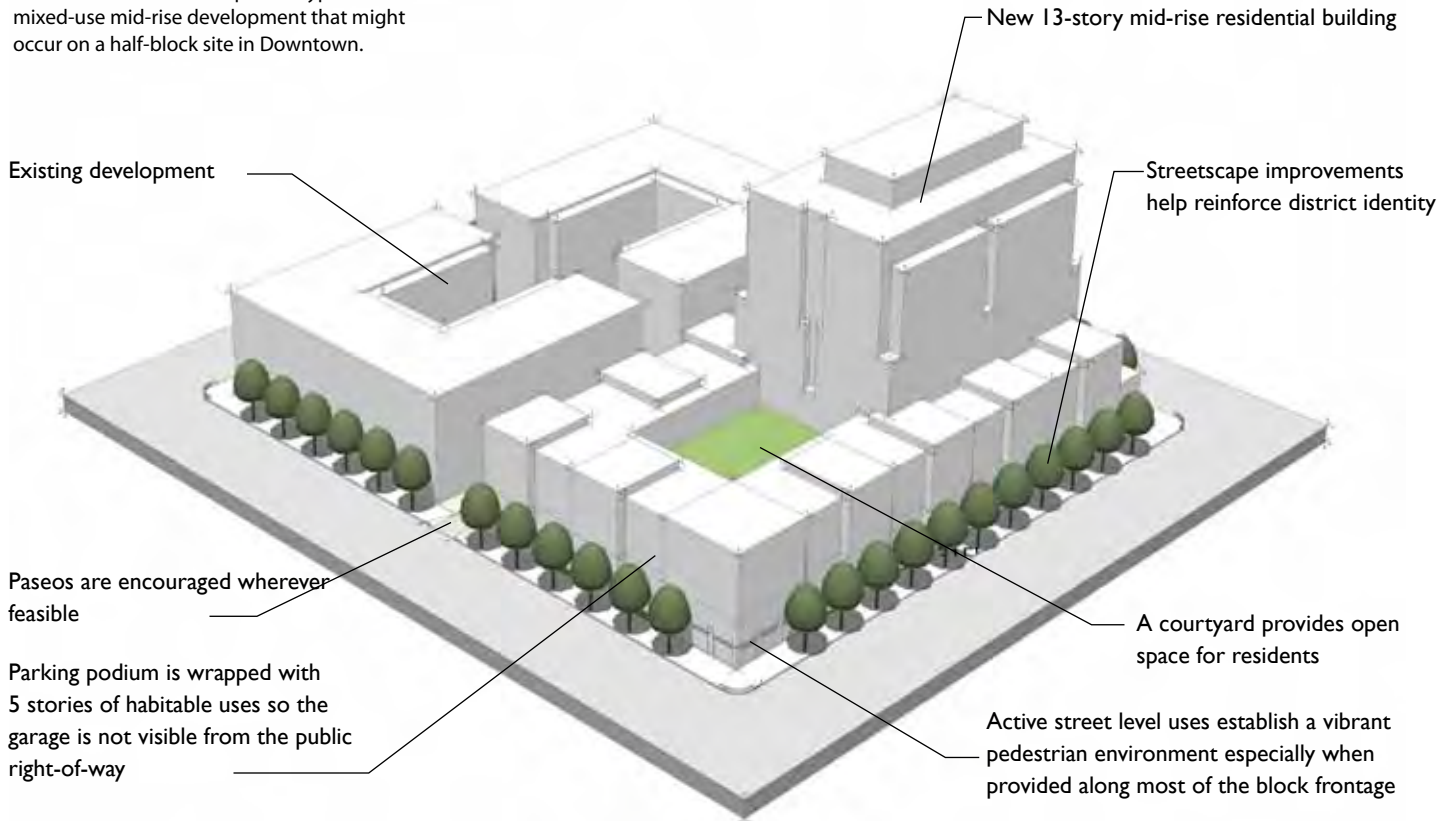 mixed-use mid-rise development that might
occur on a half-block site in Downtown.
New 13-story mid-rise residential building
Existing development
Streetscape improvements
help reinforce district identity
Paseos are encouraged wherever
feasible
Parking podium is wrapped with
5 stories of habitable uses so the
garage is not visible from the public
right-of-way
A courtyard provides open
space for residents
Active street level uses establish a vibrant
pedestrian environment especially when
provided along most of the block frontage